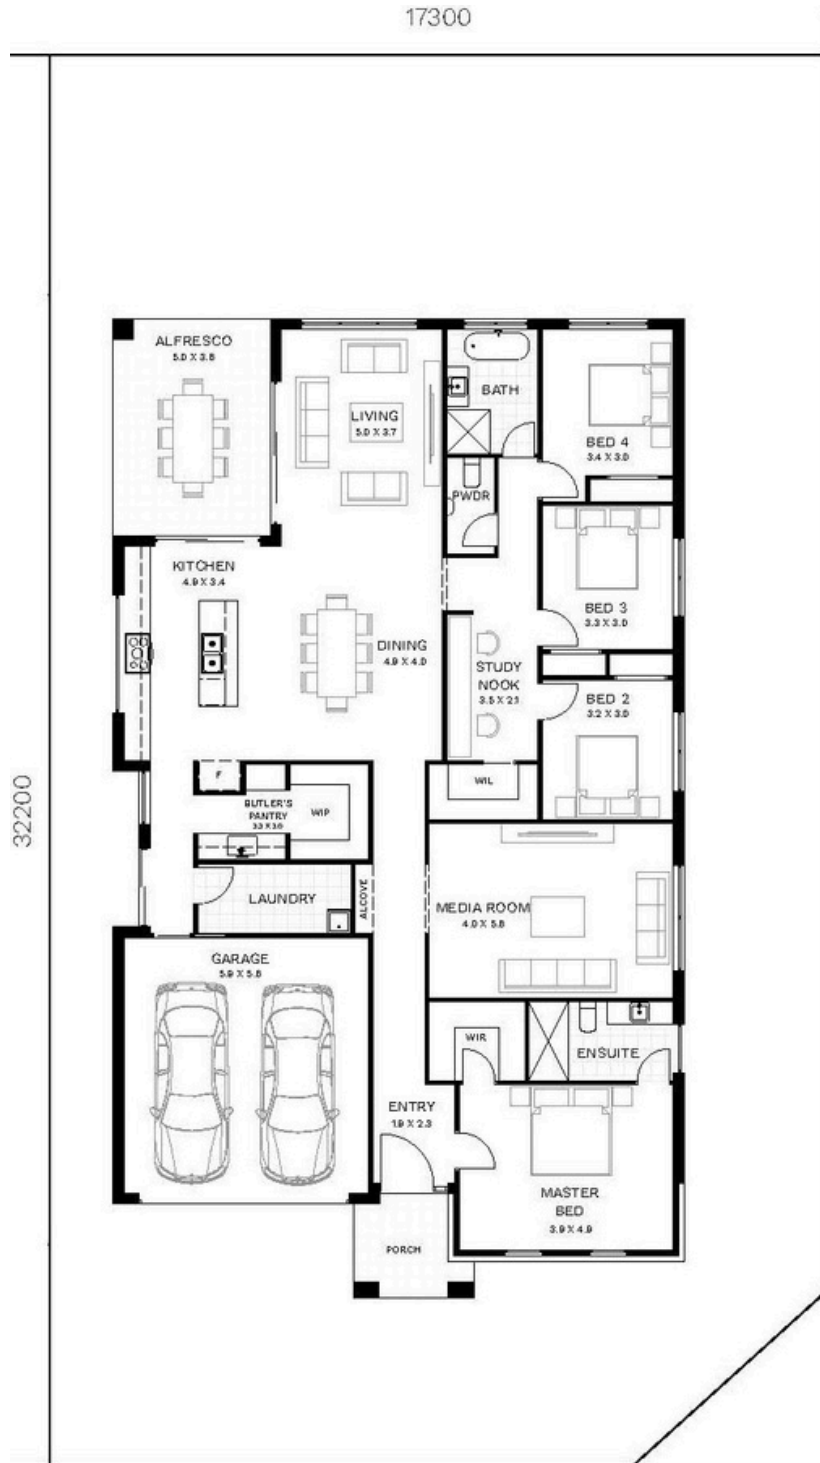 17300
32200
ALFRESCO
5.0 X 3.8
LIVING
5.0 X 3.7
BATH
BED 4
3.4 X 3.0
PWDR
KITCHEN
4.9 X 3.4
DINING
4.9 X 4.0
BED 3
3.3 X 3.0
STUDY
NOOK
3.5 X 2.1
BED 2
3.2 X 3.0
F
BUTLER'S
PANTRY
WIP
WIL
LAUNDRY
ALCOVE
MEDIA ROOM
4.0 X 5.8
GARAGE
5.9 X 5.8
WIR
ENSUITE
ENTRY
1.9 X 2.3
MASTER
BED
3.9 X 4.9
PORCH